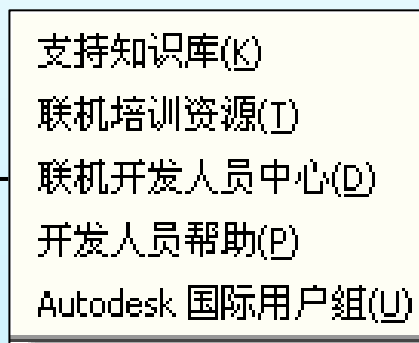 支持知识库(K)
联机培训资源(T)
联机开发人员中心(D)
开发人员帮助(P)
Autodesk 国际用户组(U)